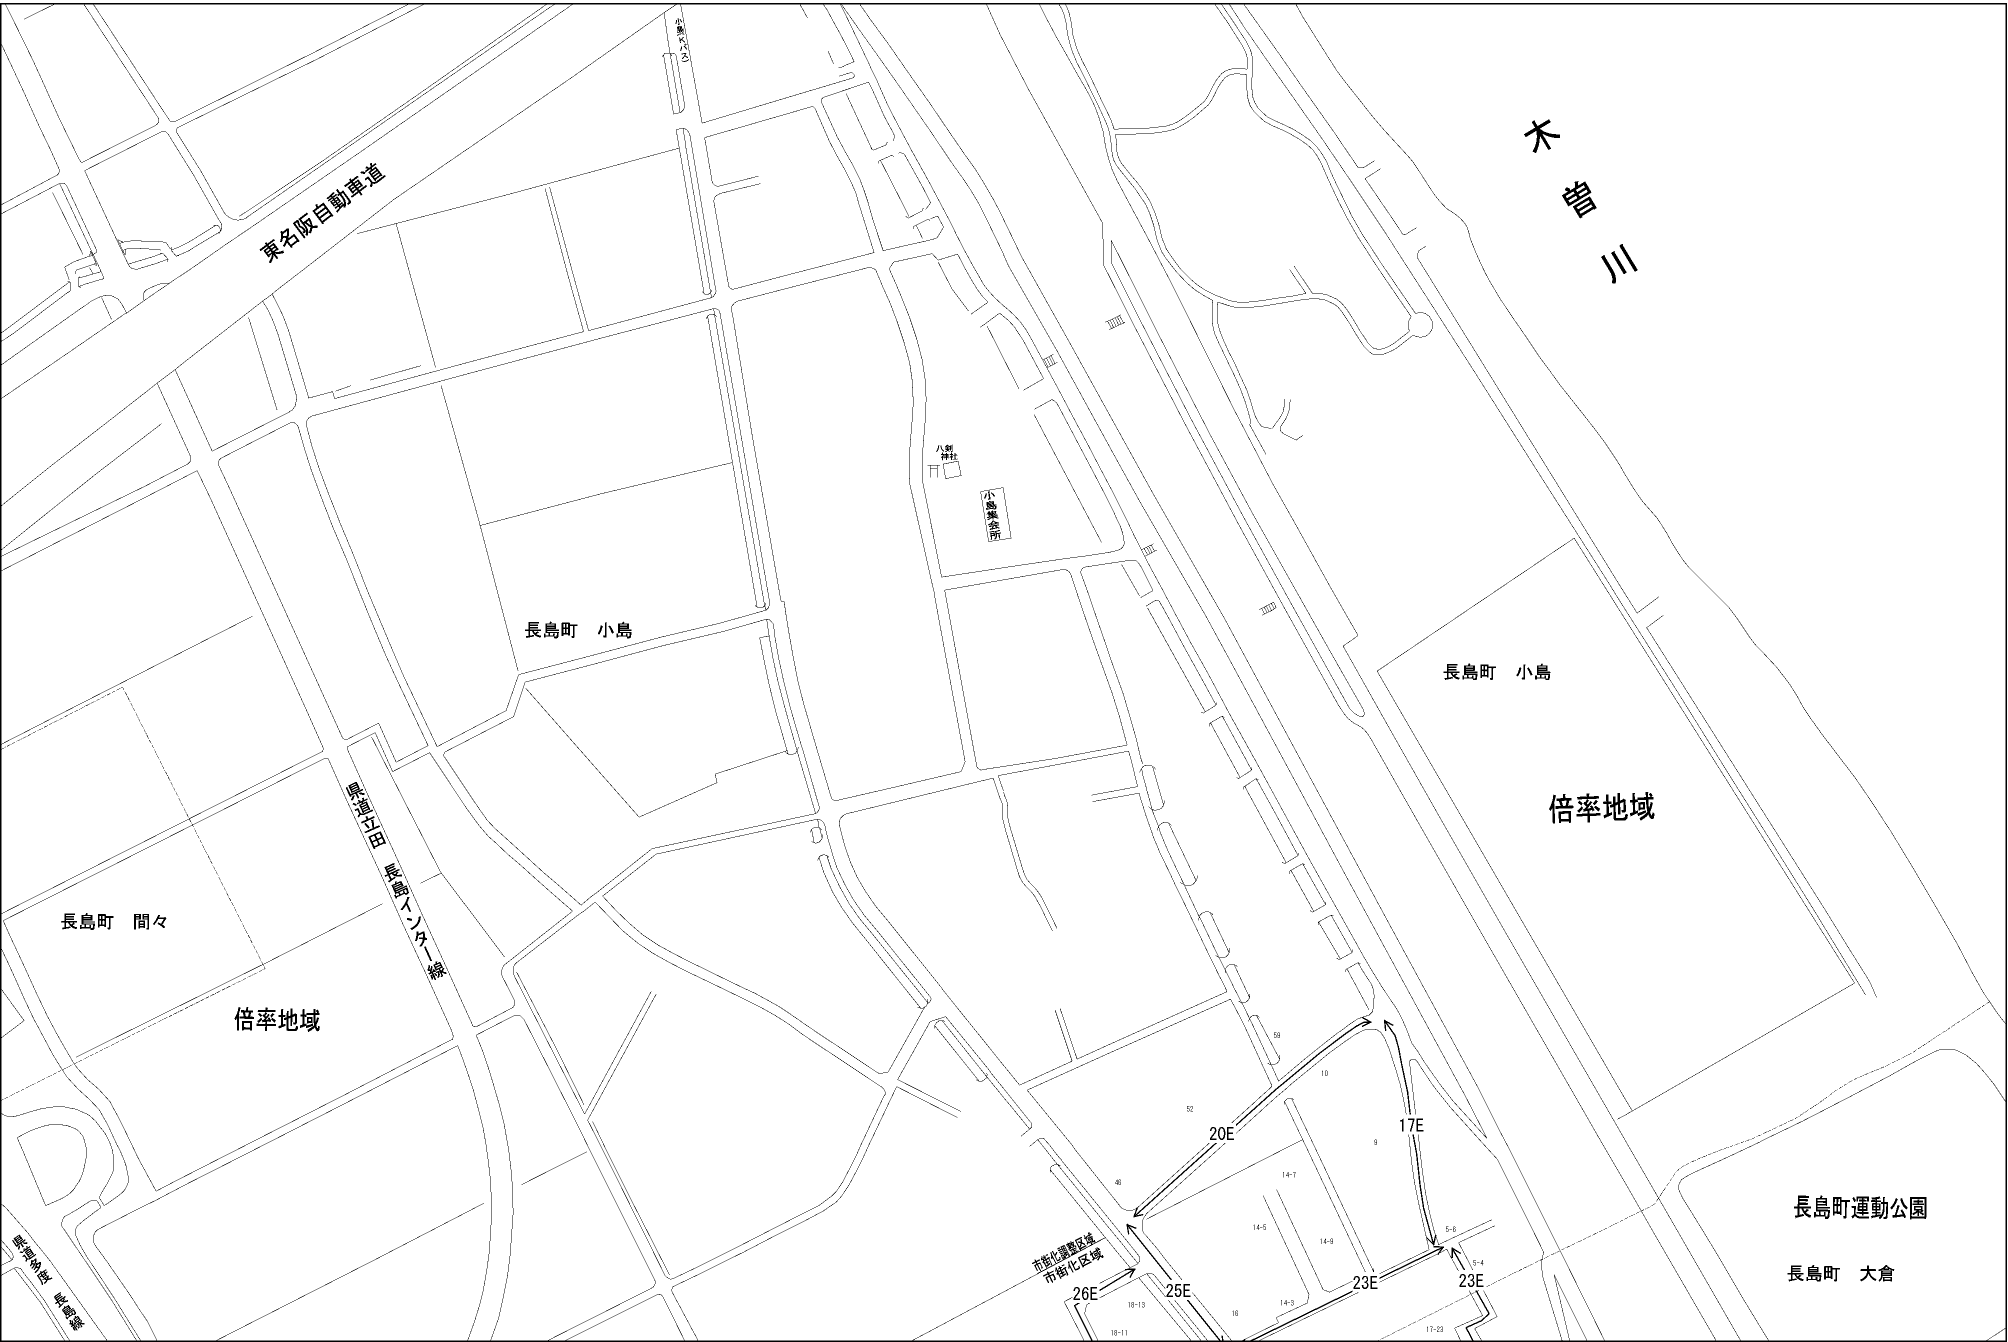 小島Kバス
東名阪自動車道
木曽川
八剣
神社
小島集会所
長島町　小島
長島町　小島
倍率地域
県道立田　長島インター線
長島町　間々
倍率地域
59
10
52
20E
17E
9
14-7
46
14-5
14-9
5-6
5-4
長島町運動公園
市街化調整区域
市街化区域
長島町　大倉
県道多度　長島線
26E
25E
23E
23E
18-13
14-3
16
18-11
17-23